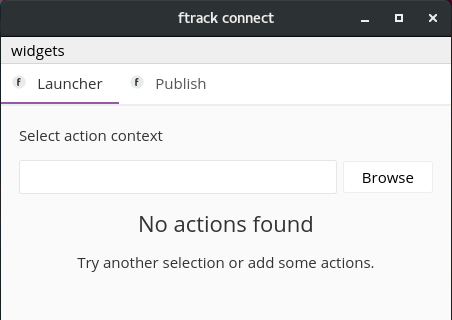 ftrack connect
widgets
f Launcher f Publish
Select action context
Browse
No actions found
Try another selection or add some actions.